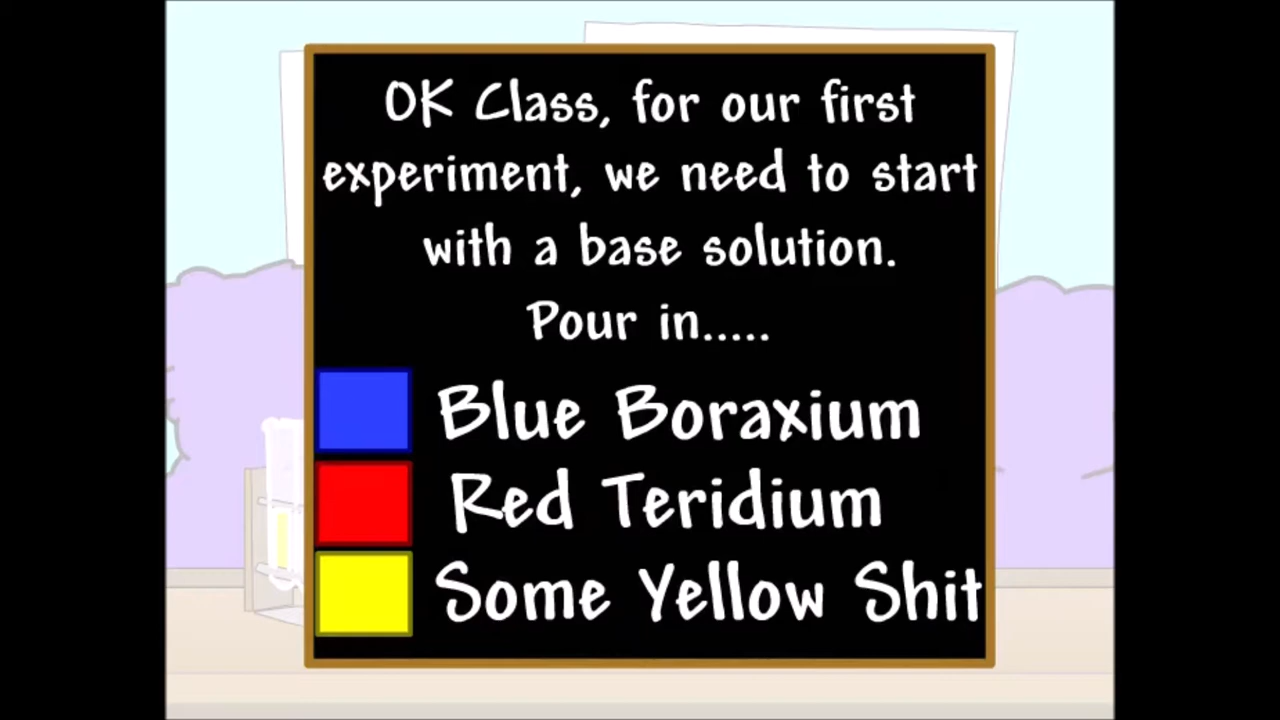 OK Class, for our first
experiment, we need to start
with a base solution.
Pour in.....
Blue Boraxium
Red Teridium
Some Yellow Shit